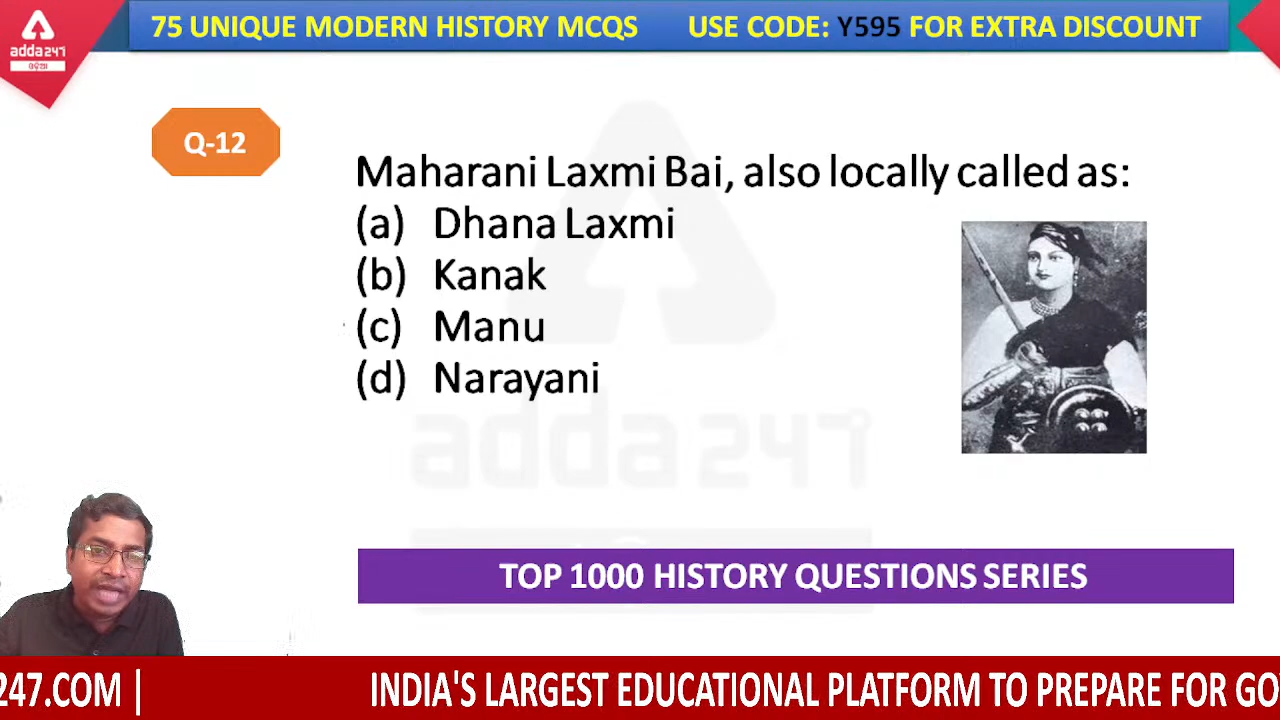 75 UNIQUE MODERN HISTORY MCQS USE CODE: Y595 FOR EXTRA DISCOUNT
adda247
ଓଡ଼ିଆ
Q-12
Maharani Laxmi Bai, also locally called as:
(a) Dhana Laxmi
(b) Kanak
(c) Manu
(d) Narayani
adda247
TOP 1000 HISTORY QUESTIONS SERIES
247.COM | INDIA'S LARGEST EDUCATIONAL PLATFORM TO PREPARE FOR GO